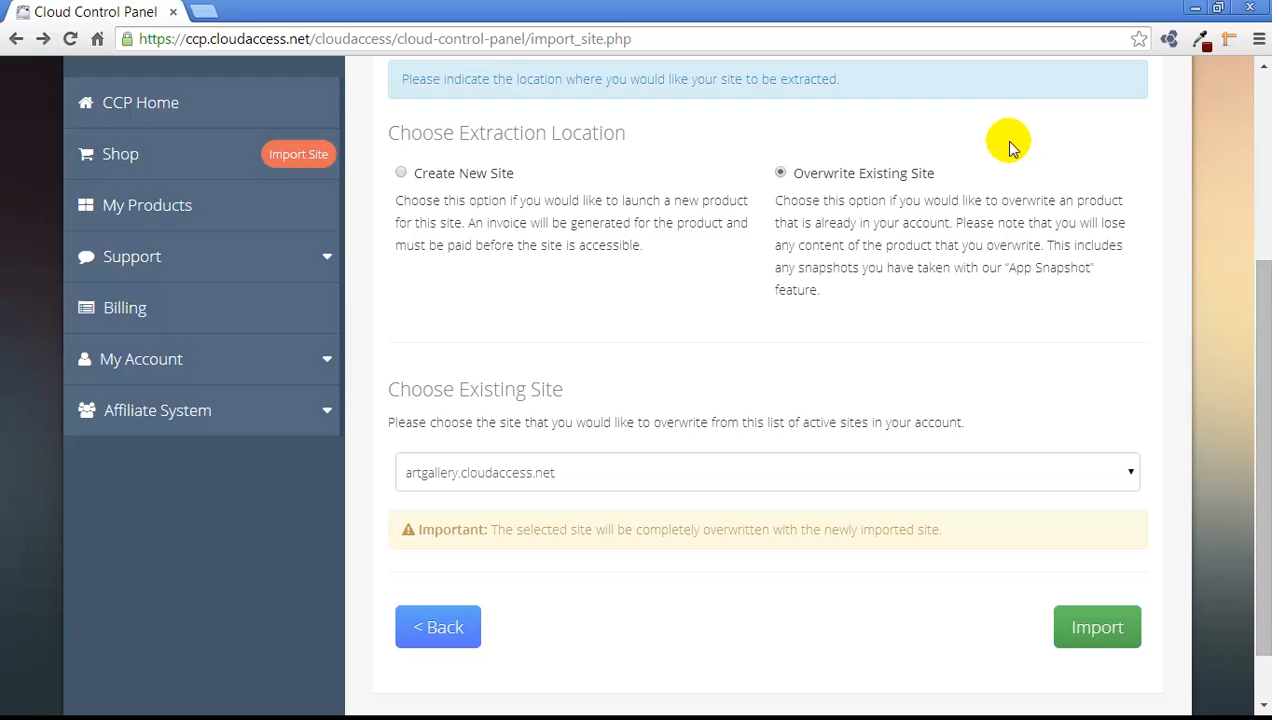 Cloud Control Panel
https://ccp.cloudaccess.net/cloudaccess/cloud-control-panel/import_site.php
CCP Home
Shop
Import Site
My Products
Support
Billing
My Account
Affiliate System
Please indicate the location where you would like your site to be extracted.
Choose Extraction Location
Create New Site
Choose this option if you would like to launch a new product
for this site. An invoice will be generated for the product and
must be paid before the site is accessible.
Overwrite Existing Site
Choose this option if you would like to overwrite an product
that is already in your account. Please note that you will lose
any content of the product that you overwrite. This includes
any snapshots you have taken with our “App Snapshot”
feature.
Choose Existing Site
Please choose the site that you would like to overwrite from this list of active sites in your account.
artgallery.cloudaccess.net
Important: The selected site will be completely overwritten with the newly imported site.
< Back
Import